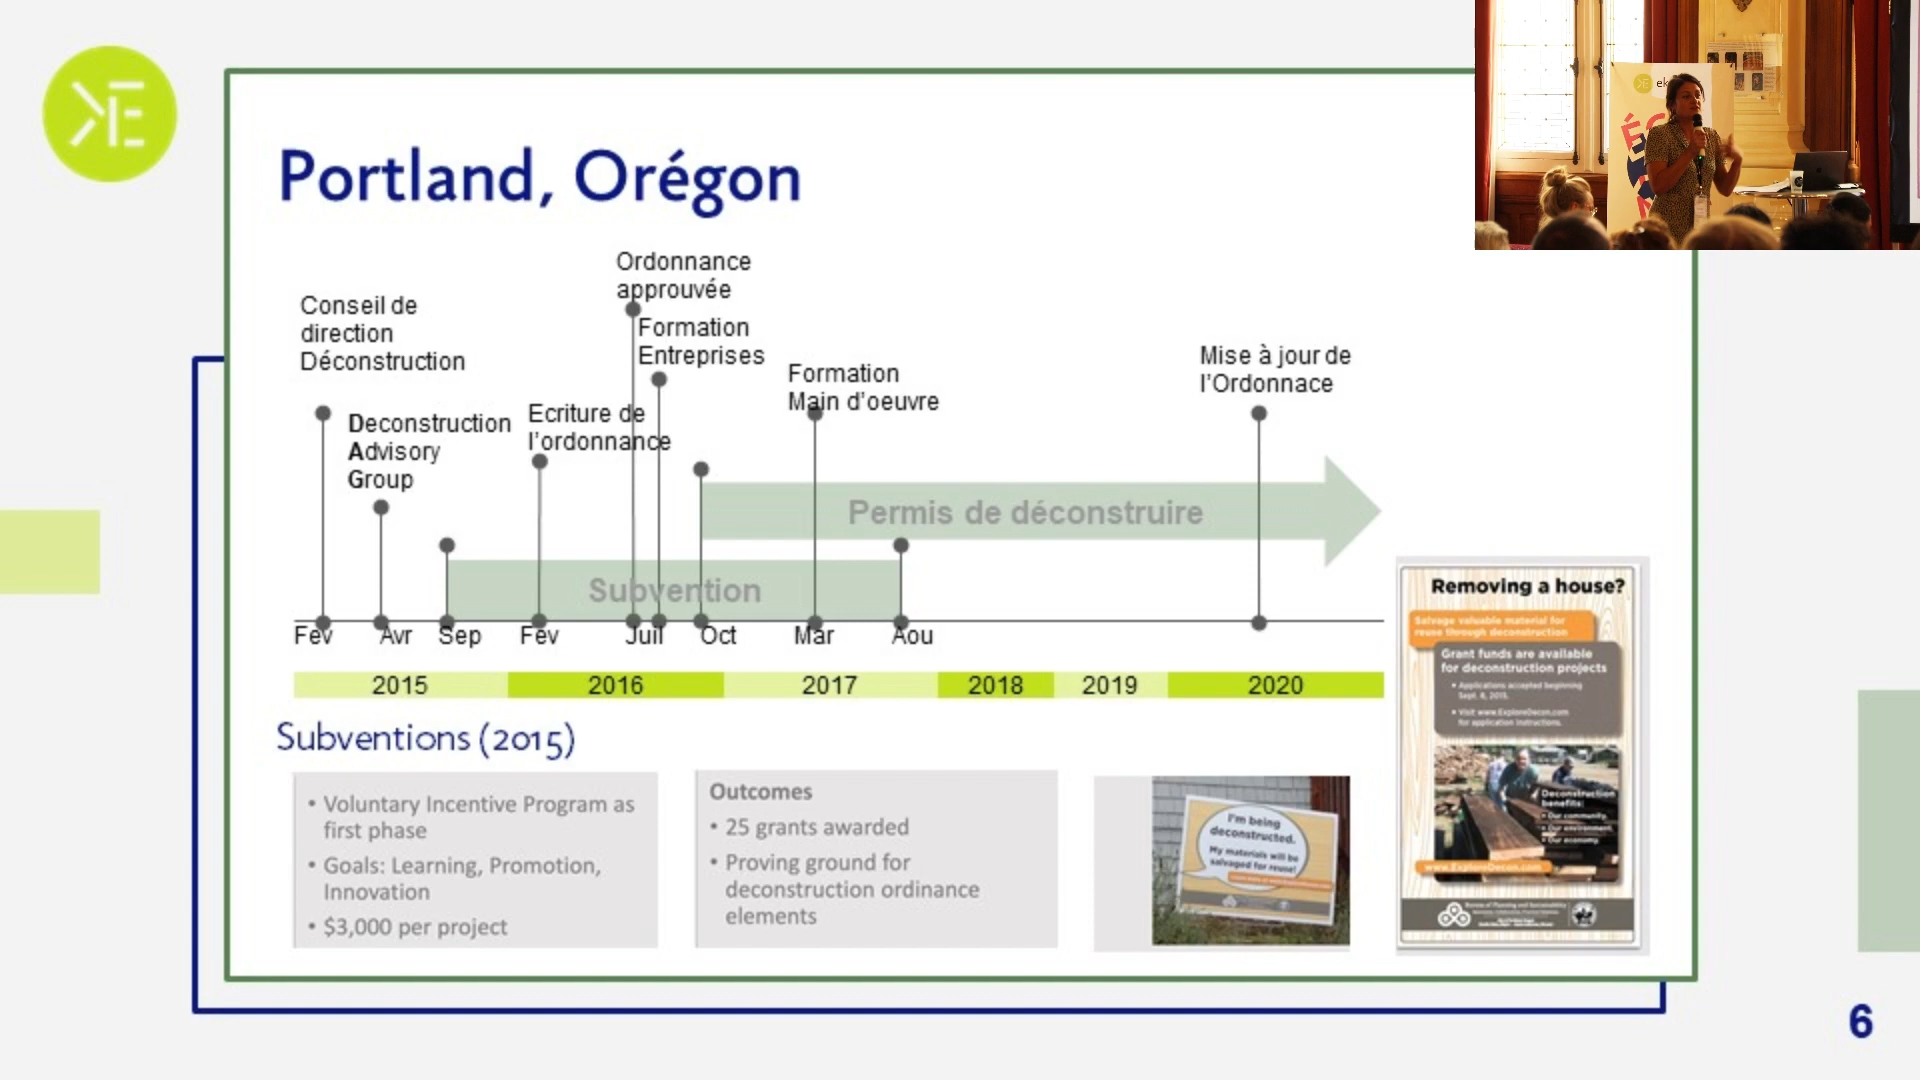 Portland, Orégon
Conseil de
direction
Déconstruction
Deconstruction
Advisory
Group
Ecriture de
l'ordonnance
Ordonnance
approuvée
Formation
Entreprises
Formation
Main d'oeuvre
Mise à jour de
l'Ordonnace
Permis de déconstruire
Subvention
Fev Avr Sep Fev Juil Oct Mar Aou
2015 2016 2017 2018 2019 2020
Subventions (2015)
• Voluntary Incentive Program as
first phase
• Goals: Learning, Promotion,
Innovation
• $3,000 per project
Outcomes
• 25 grants awarded
• Proving ground for
deconstruction ordinance
elements
I'm being
deconstructed.
My materials will be
salvaged for reuse!
Removing a house?
Salvage valuable material for
reuse through deconstruction
Grant funds are available
for deconstruction projects
• Applications accepted beginning
Sept. 8, 2015.
• Visit www.ExploreDecon.com
for application instructions.
Deconstruction
benefits:
• Our community.
• Our environment.
• Our economy.
www.ExploreDecon.com
Bureau of Planning and Sustainability
6